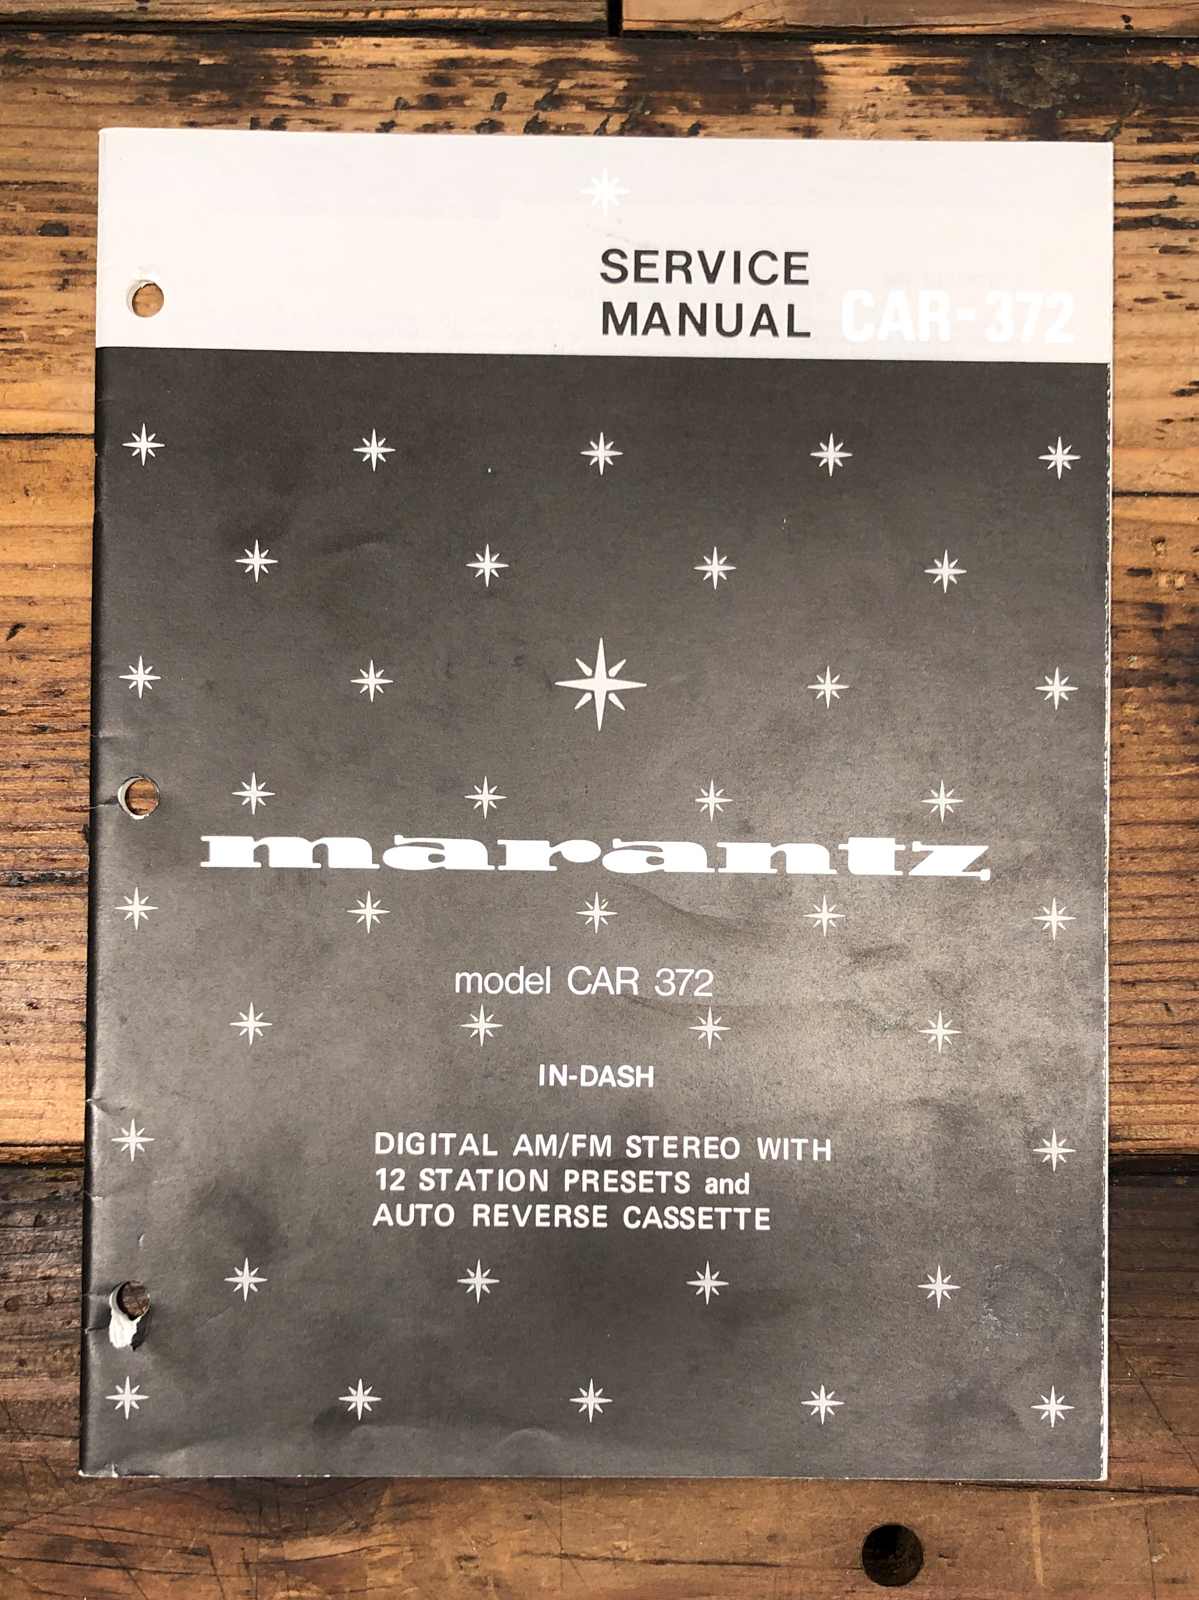 SERVICE
MANUAL CAR-372
marantz
model CAR 372
IN-DASH
DIGITAL AM/FM STEREO WITH
12 STATION PRESETS and
AUTO REVERSE CASSETTE